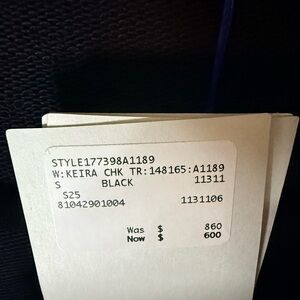 STYLE177398A1189
W:KEIRA CHK TR:148165:A1189
S BLACK 11311
S25
81042901004 1131106
Was $ 860
Now $ 600